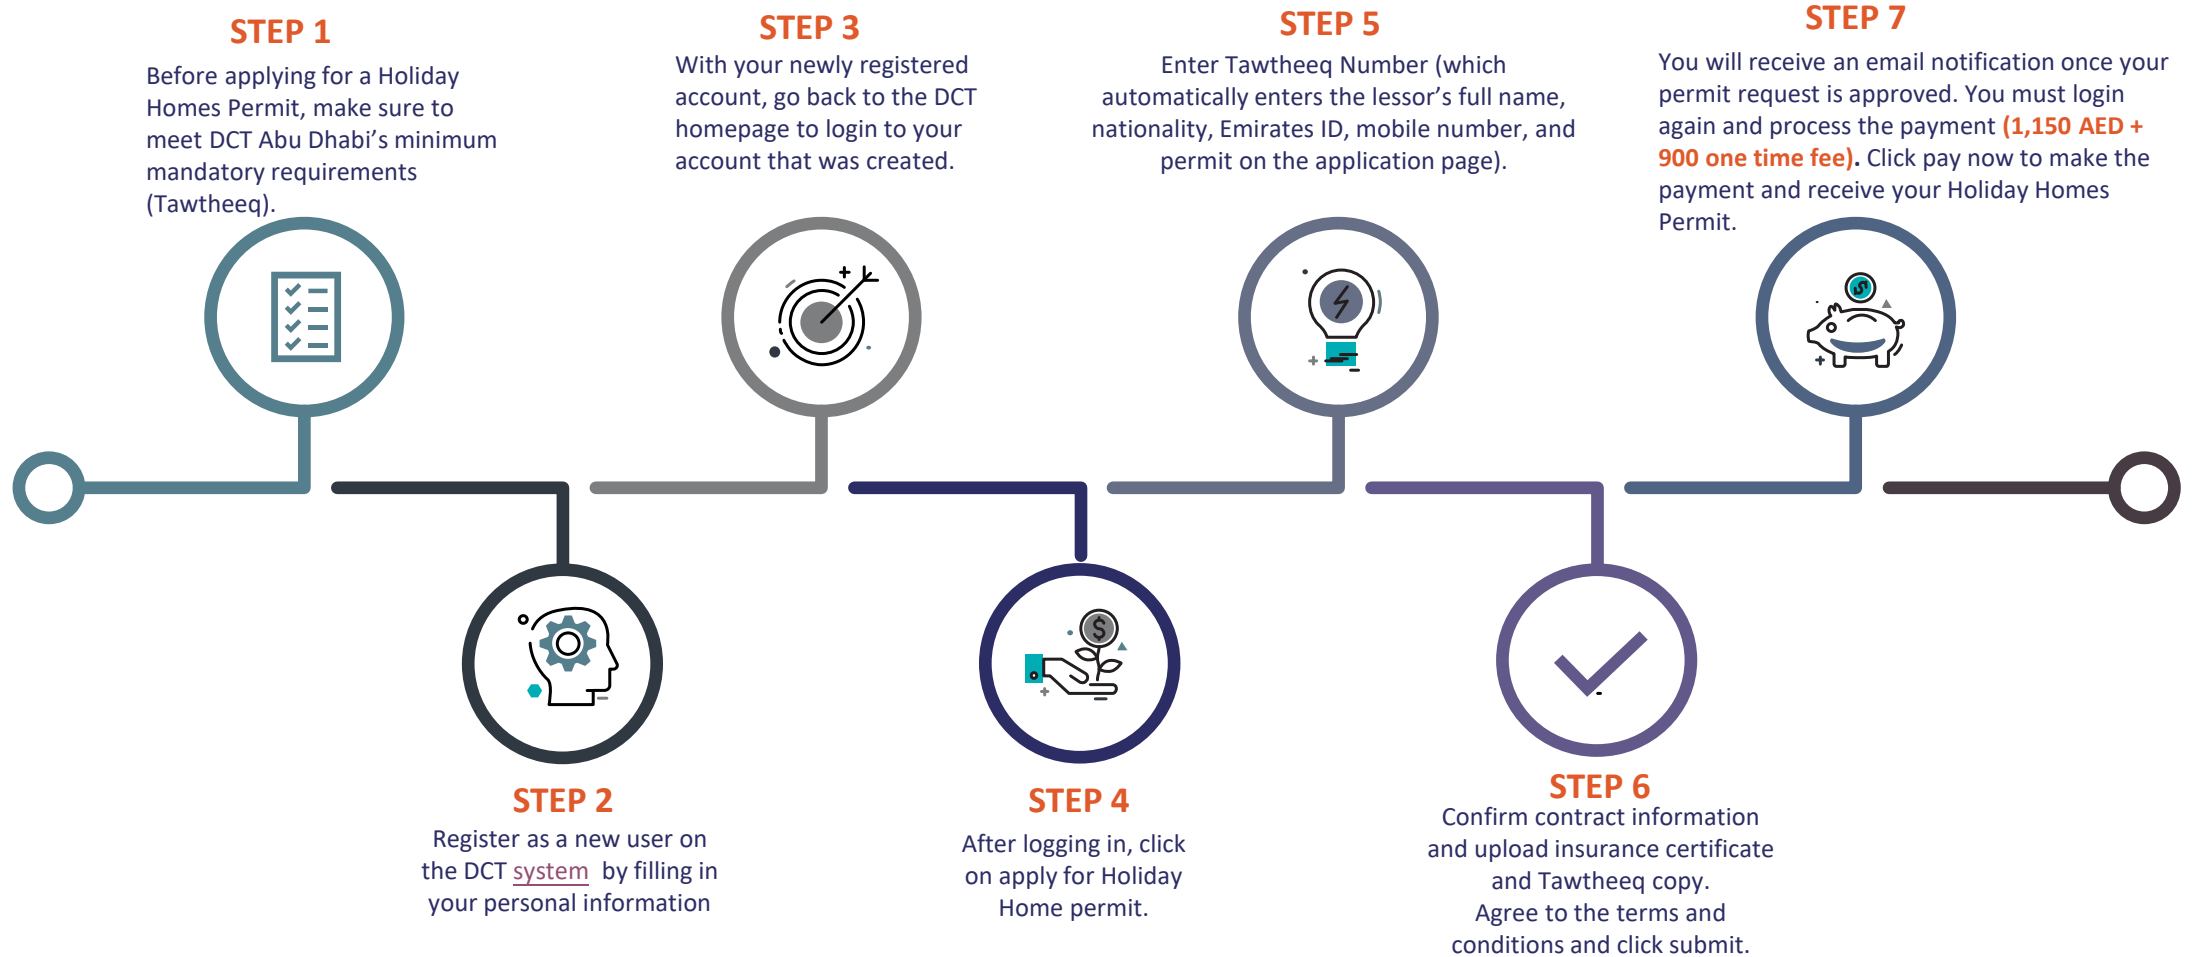 STEP 1
Before applying for a Holiday
Homes Permit, make sure to
meet DCT Abu Dhabi's minimum
mandatory requirements
(Tawtheeq).
STEP 2
Register as a new user on
the DCT system by filling in
your personal information
STEP 3
With your newly registered
account, go back to the DCT
homepage to login to your
account that was created.
STEP 4
After logging in, click
on apply for Holiday
Home permit.
STEP 5
Enter Tawtheeq Number (which
automatically enters the lessor's full name,
nationality, Emirates ID, mobile number, and
permit on the application page).
STEP 6
Confirm contract information
and upload insurance certificate
and Tawtheeq copy.
Agree to the terms and
conditions and click submit.
STEP 7
You will receive an email notification once your
permit request is approved. You must login
again and process the payment (1,150 AED +
900 one time fee). Click pay now to make the
payment and receive your Holiday Homes
Permit.